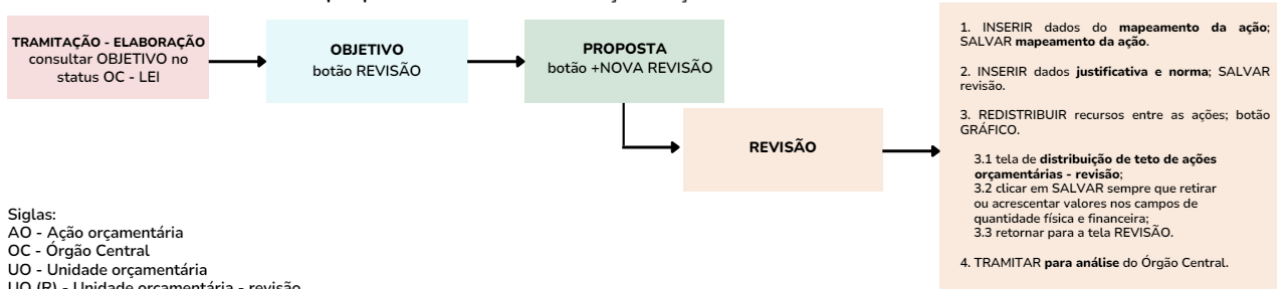 TRAMITAÇÃO - ELABORAÇÃO
consultar OBJETIVO no
status OC - LEI
OBJETIVO
botão REVISÃO
PROPOSTA
botão +NOVA REVISÃO
REVISÃO
1. INSERIR dados do mapeamento da ação;
SALVAR mapeamento da ação.
2. INSERIR dados justificativa e norma; SALVAR
revisão.
3. REDISTRIBUIR recursos entre as ações; botão
GRÁFICO.
3.1 tela de distribuição de teto de ações
orçamentárias - revisão;
3.2 clicar em SALVAR sempre que retirar
ou acrescentar valores nos campos de
quantidade física e financeira;
3.3 retornar para a tela REVISÃO.
4. TRAMITAR para análise do Órgão Central.
Siglas:
AO - Ação orçamentária
OC - Órgão Central
UO - Unidade orçamentária
UO (R) - Unidade orçamentária - revisão